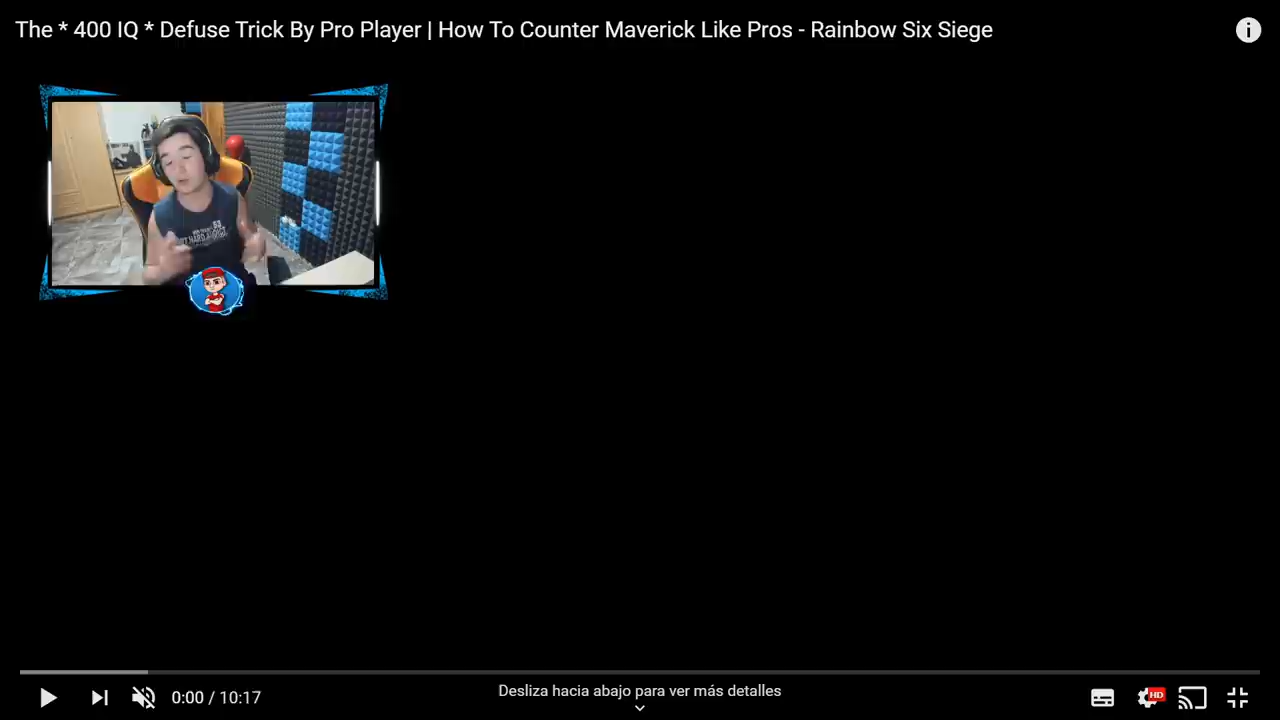 The * 400 IQ * Defuse Trick By Pro Player | How To Counter Maverick Like Pros - Rainbow Six Siege
0:00 / 10:17
Desliza hacia abajo para ver más detalles
HD